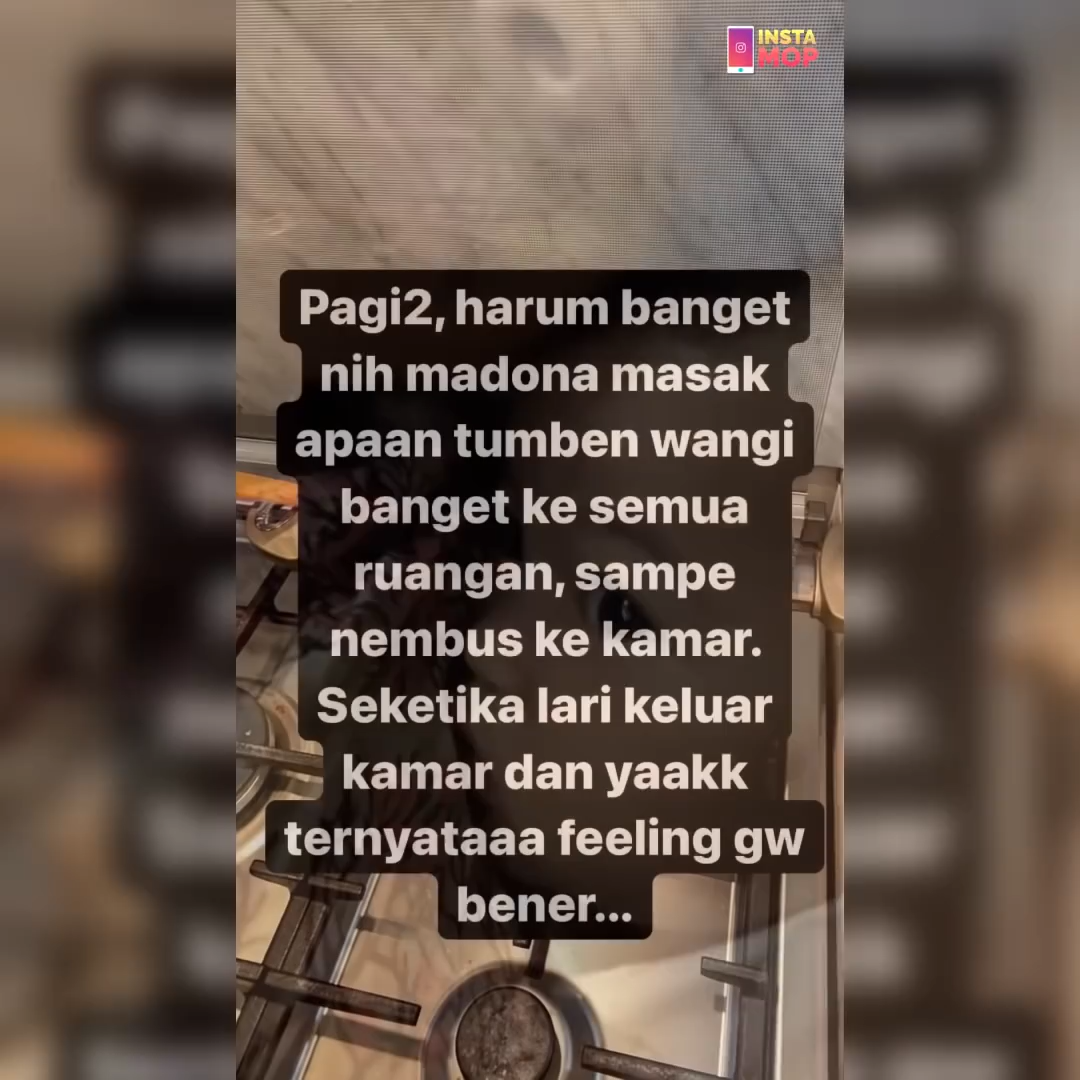 INSTA
MOP
Pagi2, harum banget
nih madona masak
apaan tumben wangi
banget ke semua
ruangan, sampe
nembus ke kamar.
Seketika lari keluar
kamar dan yaakk
ternyataaa feeling gw
bener...